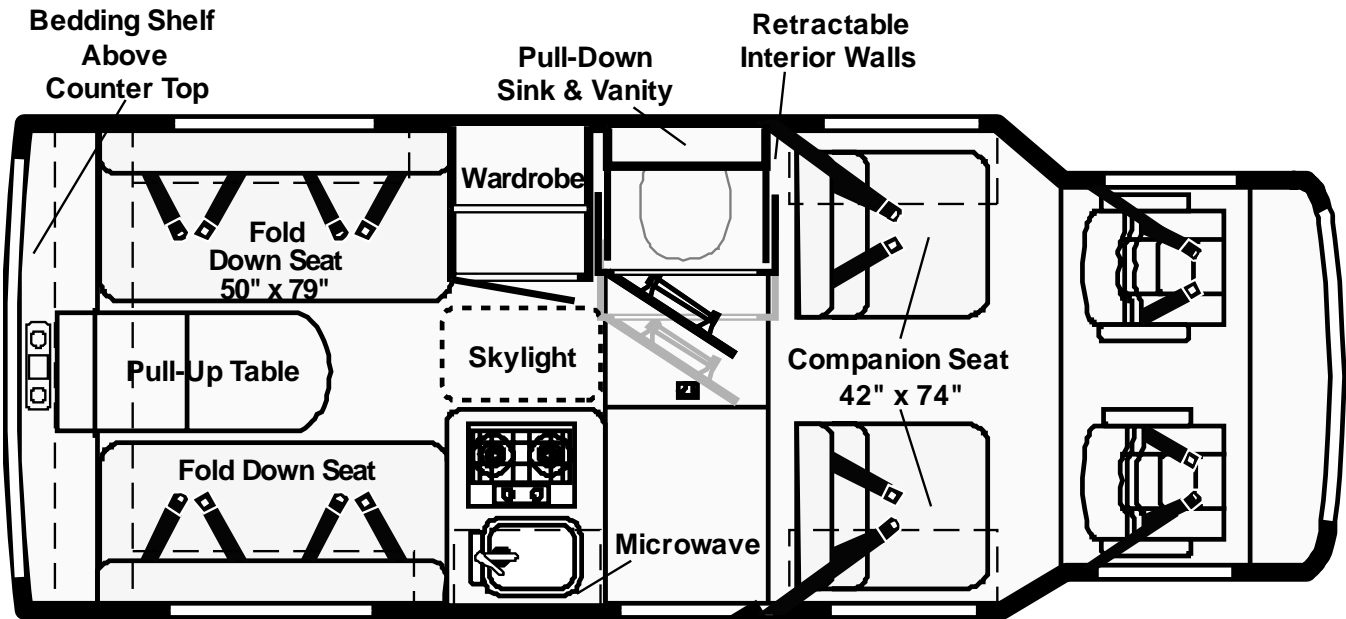 Bedding Shelf
Above
Counter Top
Pull-Down
Sink & Vanity
Retractable
Interior Walls
Wardrobe
Fold
Down Seat
50" x 79"
Skylight
Pull-Up Table
Companion Seat
42" x 74"
Fold Down Seat
Microwave